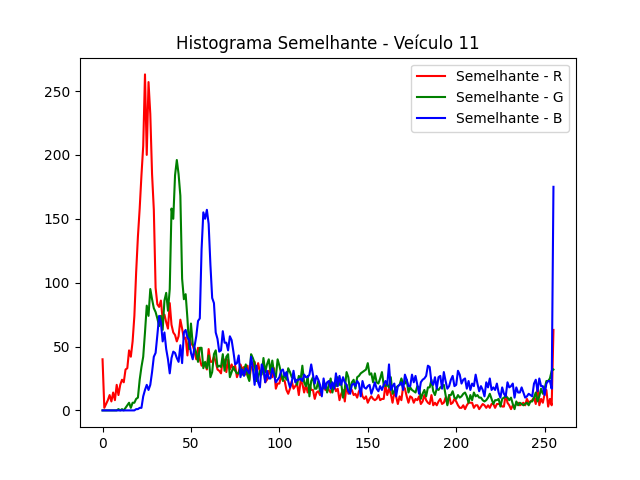 Histograma Semelhante - Veículo 11
Semelhante - R
Semelhante - G
Semelhante - B
250
200
150
100
50
0
0 50 100 150 200 250